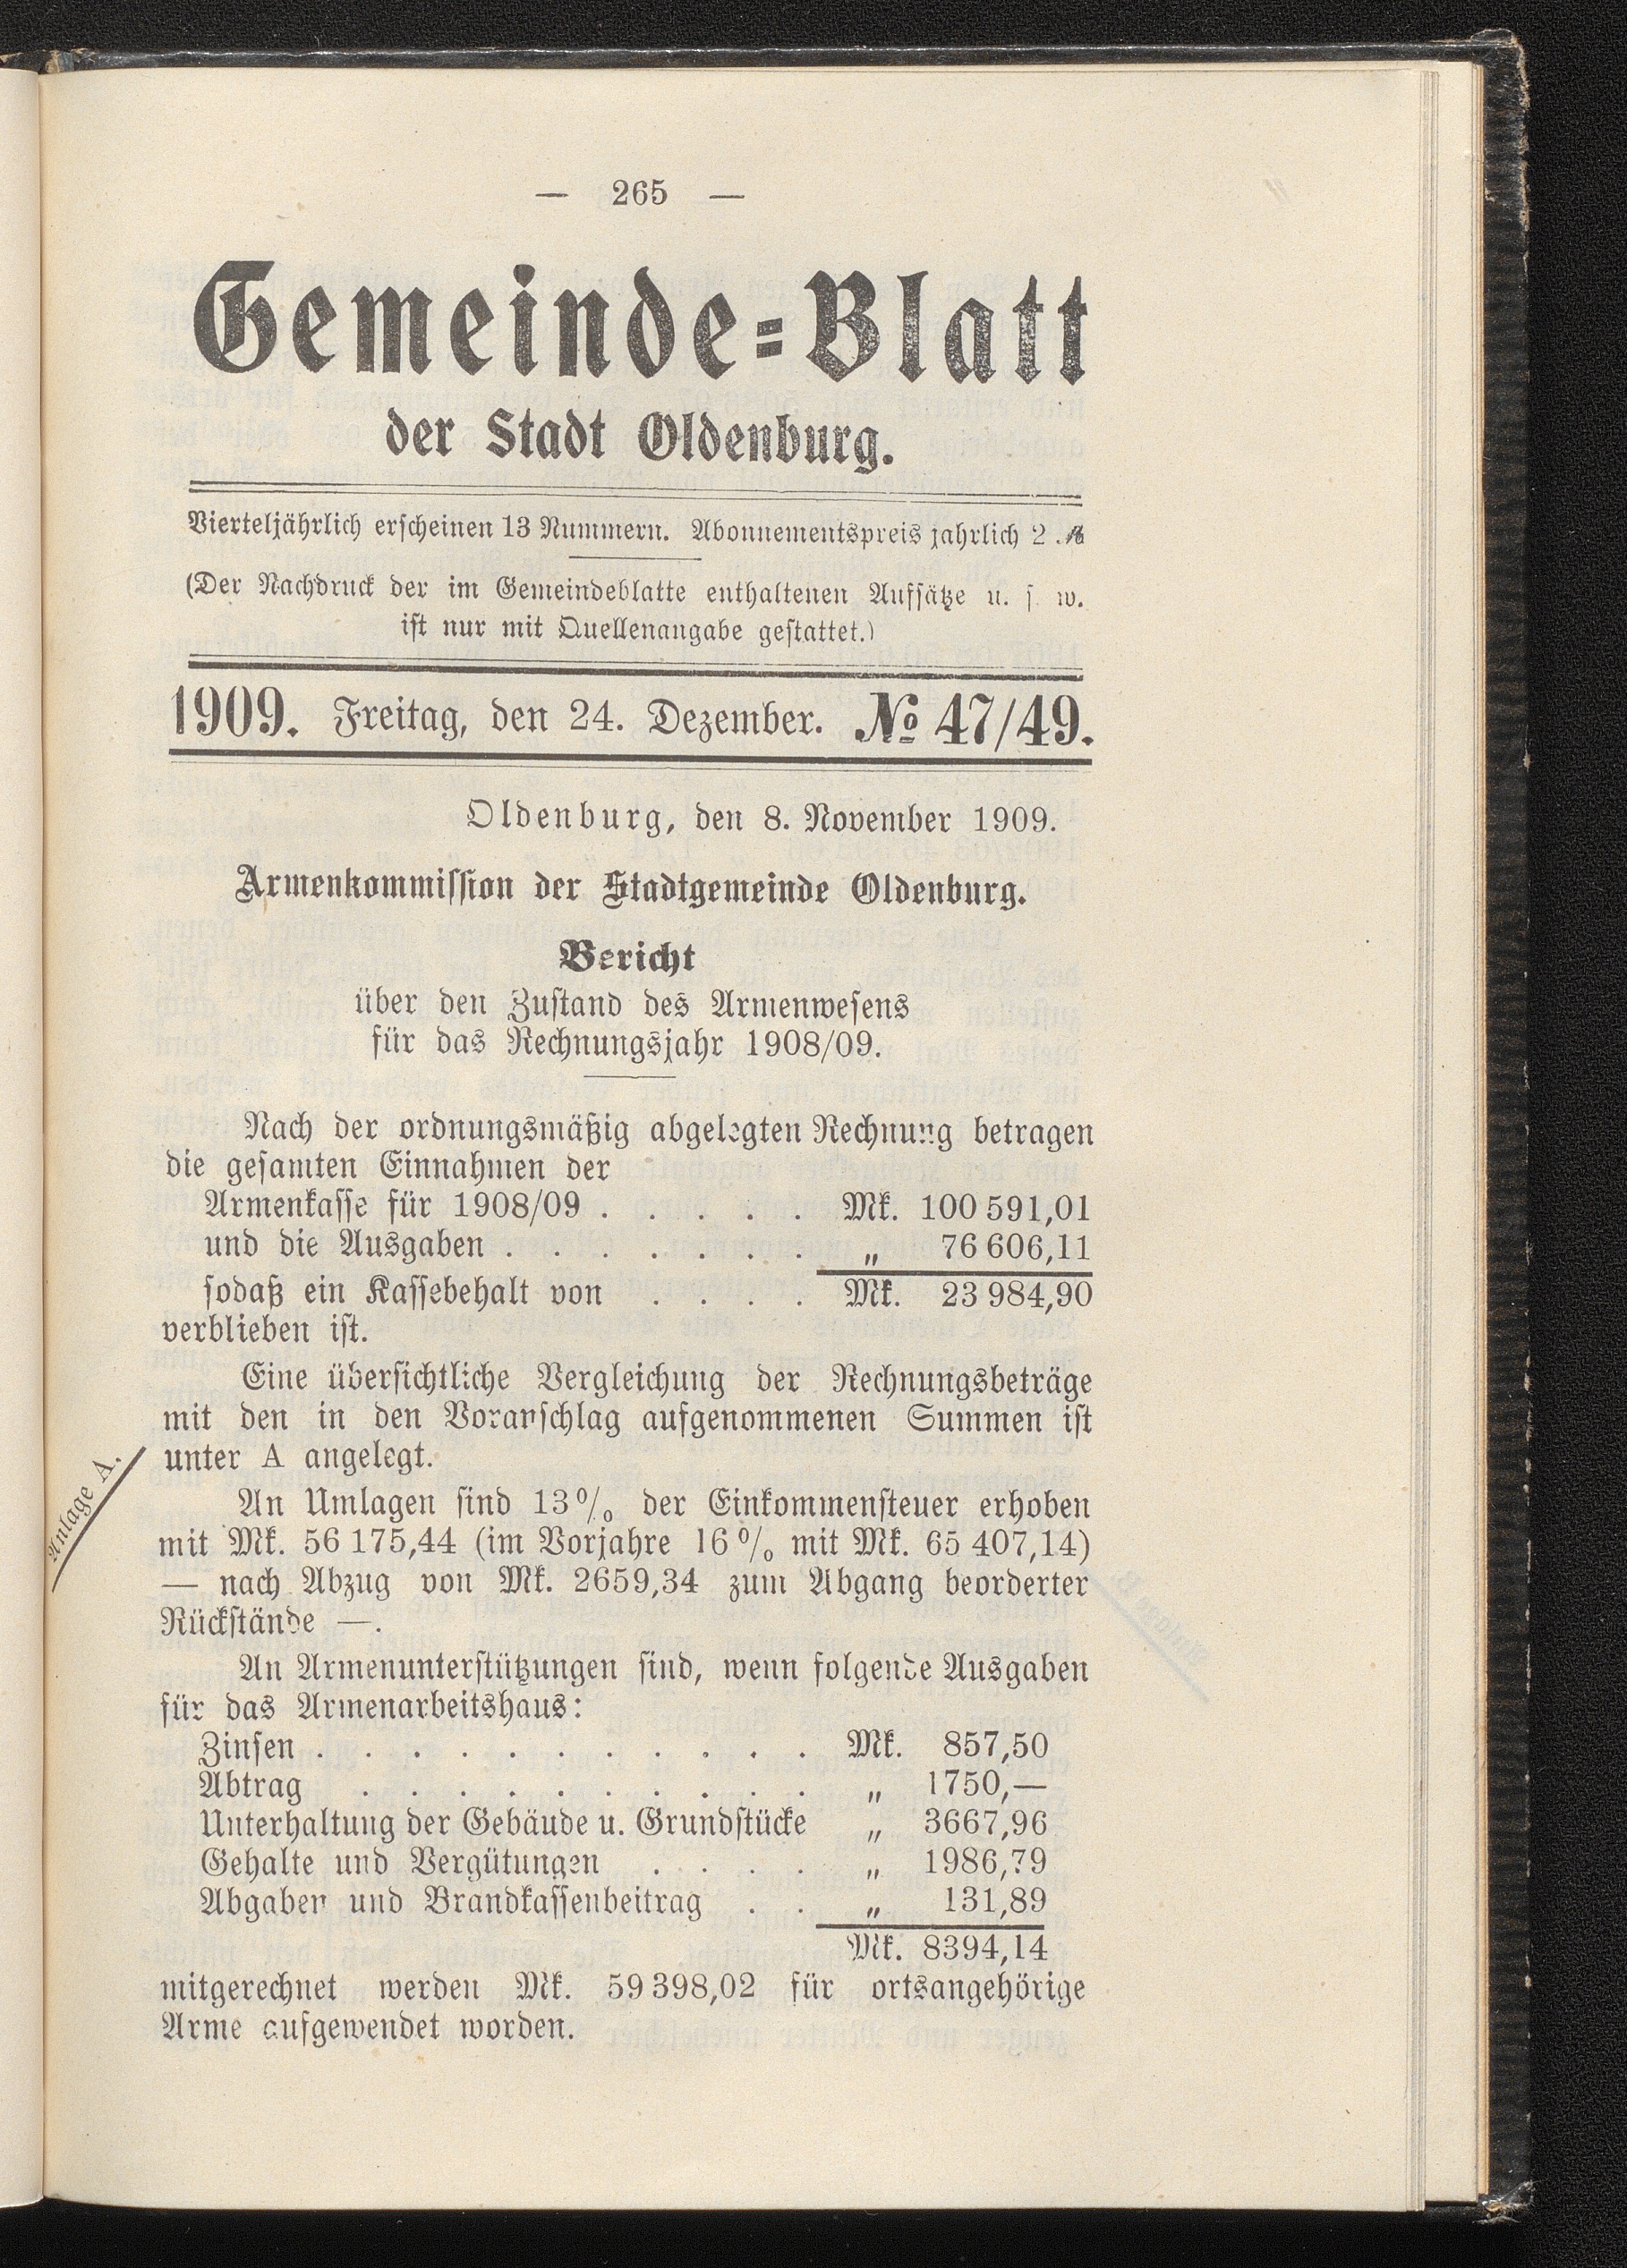 — 265 —
Gemeinde=Blatt
der Stadt Oldenburg.
Vierteljährlich erscheinen 13 Nummern. Abonnementspreis jahrlich 2 ℳ
(Der Nachdruck der im Gemeindeblatte enthaltenen Aufsätze u. s. w.
ist nur mit Quellenangabe gestattet.)
1909. Freitag, den 24. Dezember. № 47/49.
Oldenburg, den 8. November 1909.
Armenkommission der Stadtgemeinde Oldenburg.
Bericht
über den Zustand des Armenwesens
für das Rechnungsjahr 1908/09.
Nach der ordnungsmäßig abgelegten Rechnung betragen
die gesamten Einnahmen der
Armenkasse für 1908/09 . . . . . Mk. 100 591,01
und die Ausgaben . . . . . . . „ 76 606,11
sodaß ein Kassebehalt von . . . . Mk. 23 984,90
verblieben ist.
Eine übersichtliche Vergleichung der Rechnungsbeträge
mit den in den Voranschlag aufgenommenen Summen ist
unter A angelegt.
Anlage A.
An Umlagen sind 13% der Einkommensteuer erhoben
mit Mk. 56 175,44 (im Vorjahre 16% mit Mk. 65 407,14)
— nach Abzug von Mk. 2659,34 zum Abgang beorderter
Rückstände —.
An Armenunterstützungen sind, wenn folgende Ausgaben
für das Armenarbeitshaus:
Zinsen . . . . . . . . . . . Mk. 857,50
Abtrag . . . . . . . . . . „ 1750,—
Unterhaltung der Gebäude u. Grundstücke „ 3667,96
Gehalte und Vergütungen . . . . „ 1986,79
Abgaben und Brandkassenbeitrag . . „ 131,89
Mk. 8394,14
mitgerechnet werden Mk. 59 398,02 für ortsangehörige
Arme aufgewendet worden.